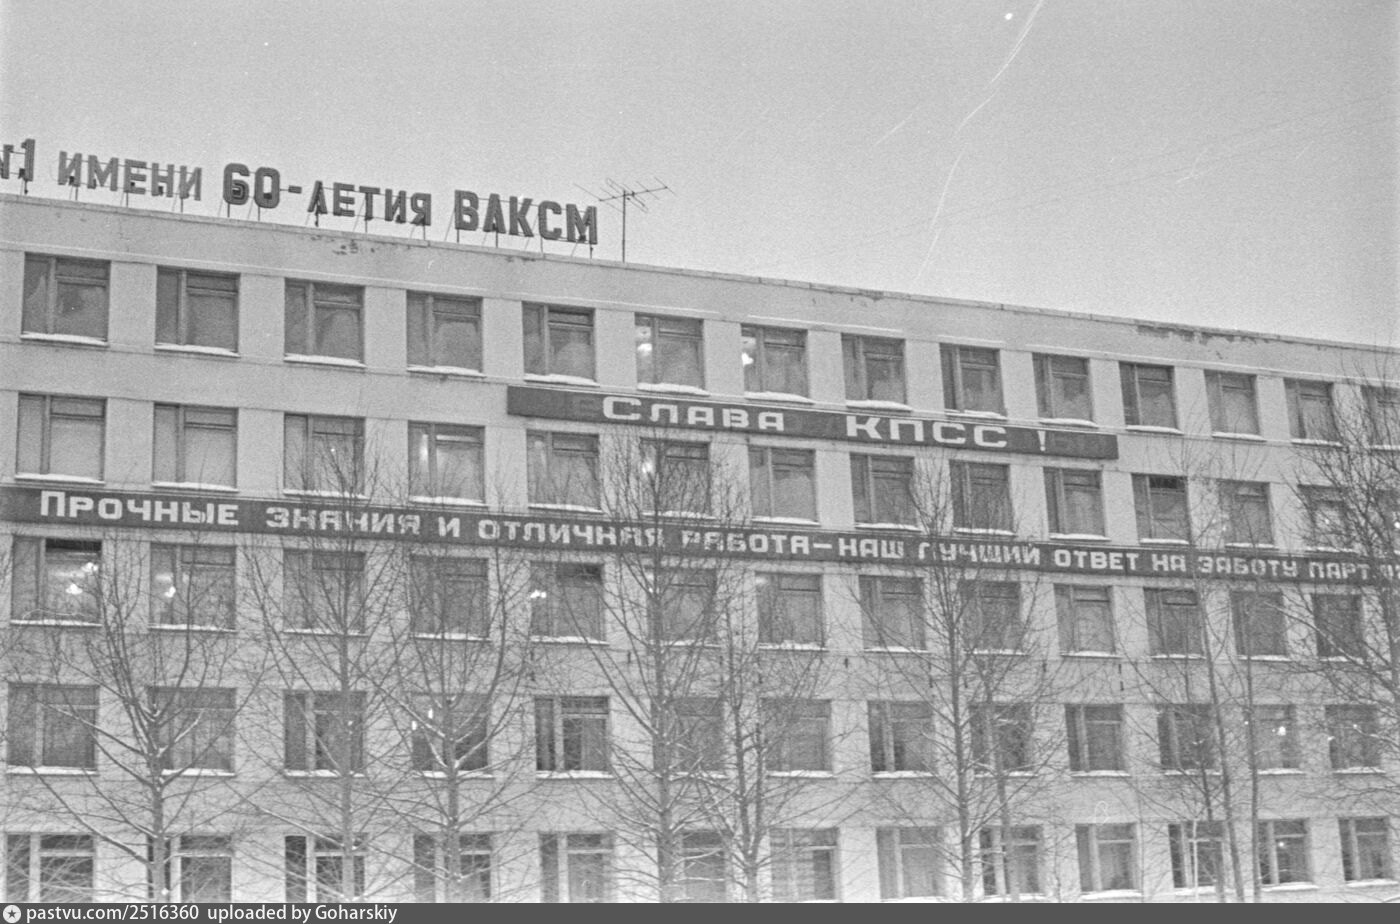 №1 ИМЕНИ 60-ЛЕТИЯ ВЛКСМ
СЛАВА КПСС !
ПРОЧНЫЕ ЗНАНИЯ И ОТЛИЧНАЯ РАБОТА – НАШ ЛУЧШИЙ ОТВЕТ НА ЗАБОТУ
pastvu.com/2516360 uploaded by Goharskiy